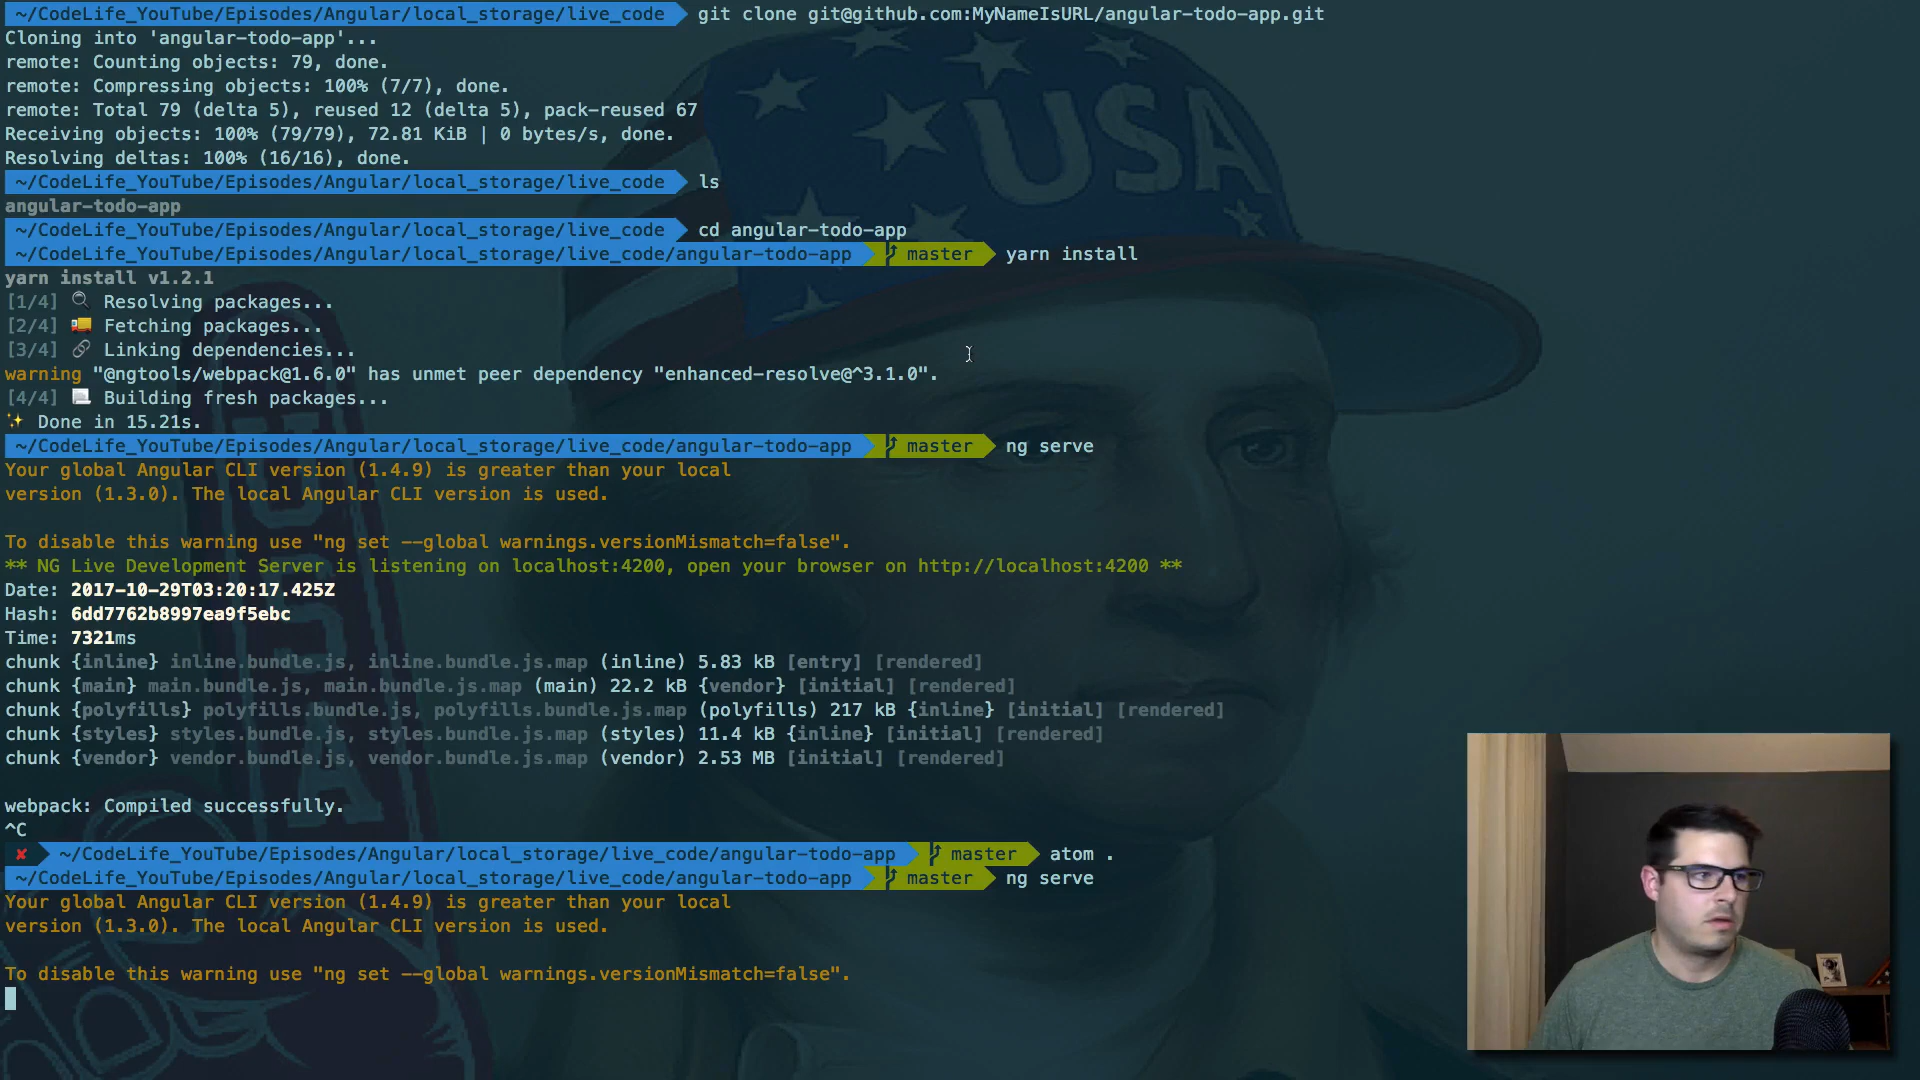 ~/CodeLife_YouTube/Episodes/Angular/local_storage/live_code git clone git@github.com:MyNameIsURL/angular-todo-app.git
Cloning into 'angular-todo-app'...
remote: Counting objects: 79, done.
remote: Compressing objects: 100% (7/7), done.
remote: Total 79 (delta 5), reused 12 (delta 5), pack-reused 67
Receiving objects: 100% (79/79), 72.81 KiB | 0 bytes/s, done.
Resolving deltas: 100% (16/16), done.
~/CodeLife_YouTube/Episodes/Angular/local_storage/live_code ls
angular-todo-app
~/CodeLife_YouTube/Episodes/Angular/local_storage/live_code cd angular-todo-app
~/CodeLife_YouTube/Episodes/Angular/local_storage/live_code/angular-todo-app master yarn install
yarn install v1.2.1
[1/4] 🔍 Resolving packages...
[2/4] 🚚 Fetching packages...
[3/4] 🔗 Linking dependencies...
warning "@ngtools/webpack@1.6.0" has unmet peer dependency "enhanced-resolve@^3.1.0".
[4/4] 📃 Building fresh packages...
✨ Done in 15.21s.
~/CodeLife_YouTube/Episodes/Angular/local_storage/live_code/angular-todo-app master ng serve
Your global Angular CLI version (1.4.9) is greater than your local
version (1.3.0). The local Angular CLI version is used.
To disable this warning use "ng set --global warnings.versionMismatch=false".
** NG Live Development Server is listening on localhost:4200, open your browser on http://localhost:4200 **
Date: 2017-10-29T03:20:17.425Z
Hash: 6dd7762b8997ea9f5ebc
Time: 7321ms
chunk {inline} inline.bundle.js, inline.bundle.js.map (inline) 5.83 kB [entry] [rendered]
chunk {main} main.bundle.js, main.bundle.js.map (main) 22.2 kB {vendor} [initial] [rendered]
chunk {polyfills} polyfills.bundle.js, polyfills.bundle.js.map (polyfills) 217 kB {inline} [initial] [rendered]
chunk {styles} styles.bundle.js, styles.bundle.js.map (styles) 11.4 kB {inline} [initial] [rendered]
chunk {vendor} vendor.bundle.js, vendor.bundle.js.map (vendor) 2.53 MB [initial] [rendered]
webpack: Compiled successfully.
^C
✘ ~/CodeLife_YouTube/Episodes/Angular/local_storage/live_code/angular-todo-app master atom .
~/CodeLife_YouTube/Episodes/Angular/local_storage/live_code/angular-todo-app master ng serve
Your global Angular CLI version (1.4.9) is greater than your local
version (1.3.0). The local Angular CLI version is used.
To disable this warning use "ng set --global warnings.versionMismatch=false".
USA
USA